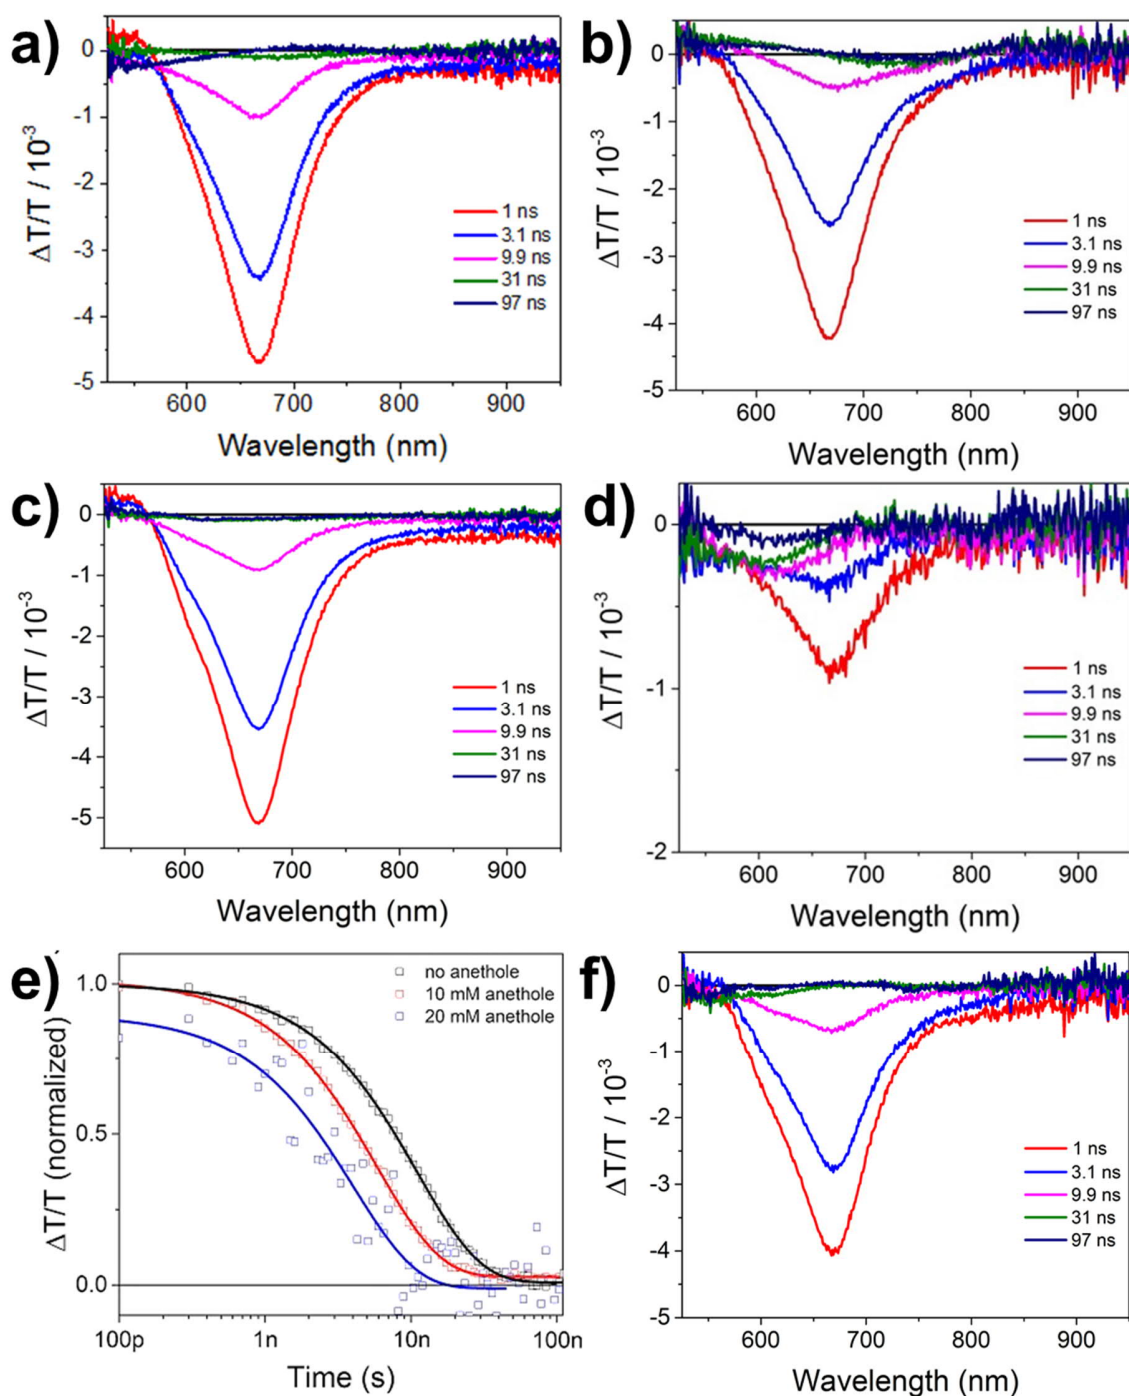 a)
0
-1
-2
-3
-4
-5
ΔT/T / 10-3
1 ns
3.1 ns
9.9 ns
31 ns
97 ns
600 700 800 900
Wavelength (nm)
b)
0
-1
-2
-3
-4
-5
ΔT/T / 10-3
1 ns
3.1 ns
9.9 ns
31 ns
97 ns
600 700 800 900
Wavelength (nm)
c)
0
-1
-2
-3
-4
-5
ΔT/T / 10-3
1 ns
3.1 ns
9.9 ns
31 ns
97 ns
600 700 800 900
Wavelength (nm)
d)
0
-1
-2
ΔT/T / 10-3
1 ns
3.1 ns
9.9 ns
31 ns
97 ns
600 700 800 900
Wavelength (nm)
e)
1.0
0.5
0.0
ΔT/T (normalized)
no anethole
10 mM anethole
20 mM anethole
100p 1n 10n 100n
Time (s)
f)
0
-1
-2
-3
-4
-5
ΔT/T / 10-3
1 ns
3.1 ns
9.9 ns
31 ns
97 ns
600 700 800 900
Wavelength (nm)